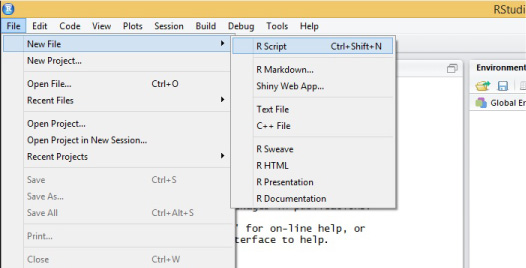 RStudi
File Edit Code View Plots Session Build Debug Tools Help
New File
New Project...
Open File... Ctrl+O
Recent Files
Open Project...
Open Project in New Session...
Recent Projects
Save Ctrl+S
Save As...
Save All Ctrl+Alt+S
Print...
Close Ctrl+W
R Script Ctrl+Shift+N
R Markdown...
Shiny Web App...
Text File
C++ File
R Sweave
R HTML
R Presentation
R Documentation
Environment
Global En
' for on-line help, or
terface to help.